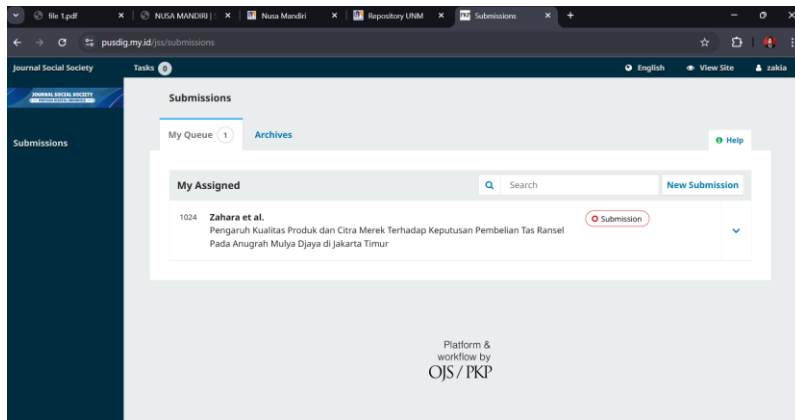 file 1.pdf
NUSA MANDIRI |
Nusa Mandiri
Repository UNM
Submissions
pusdig.my.id/jss/submissions
Journal Social Society
Tasks 0
English
View Site
zakia
JOURNAL SOCIAL SOCIETY
Submissions
Submissions
My Queue 1
Archives
Help
My Assigned
Search
New Submission
1024 Zahara et al.
Submission
Pengaruh Kualitas Produk dan Citra Merek Terhadap Keputusan Pembelian Tas Ransel
Pada Anugrah Mulya Djaya di Jakarta Timur
Platform &
workflow by
OJS / PKP